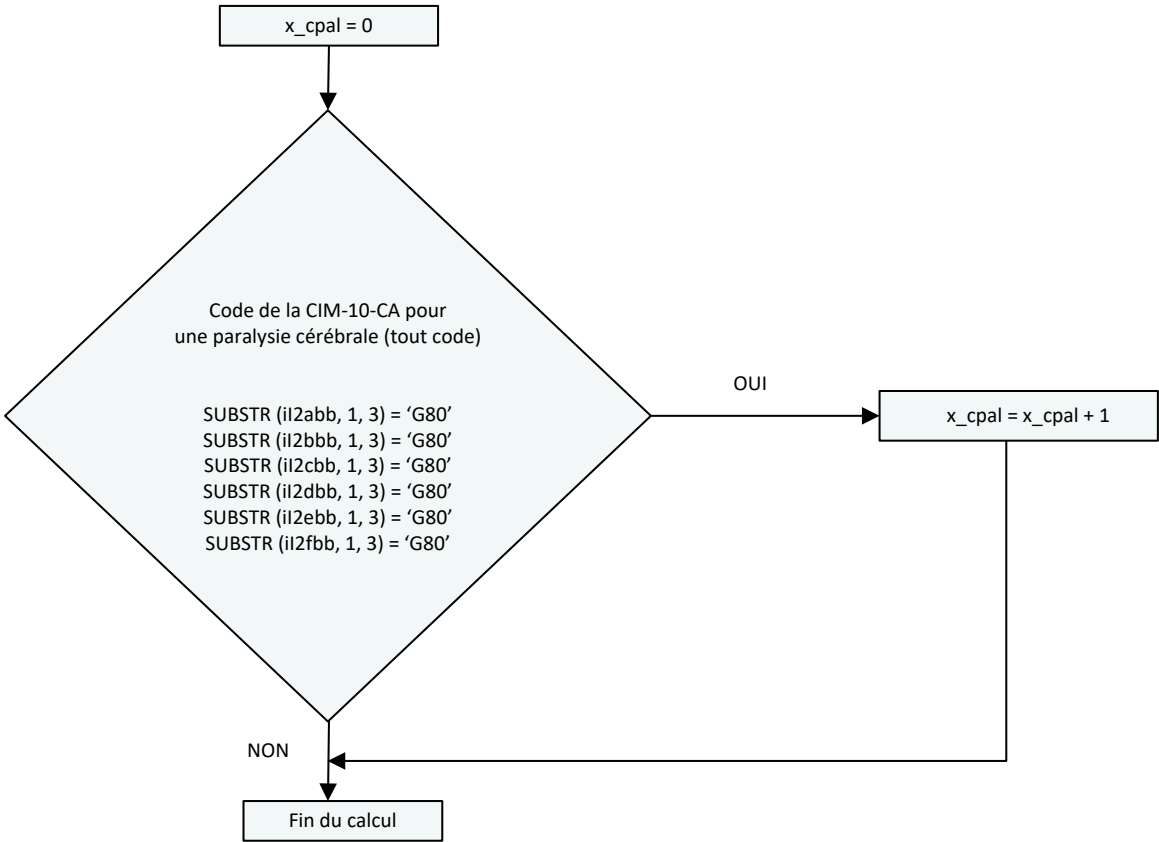 x_cpal = 0
Code de la CIM-10-CA pour
une paralysie cérébrale (tout code)
SUBSTR (iI2abb, 1, 3) = ‘G80’
SUBSTR (iI2bbb, 1, 3) = ‘G80’
SUBSTR (iI2cbb, 1, 3) = ‘G80’
SUBSTR (iI2dbb, 1, 3) = ‘G80’
SUBSTR (iI2ebb, 1, 3) = ‘G80’
SUBSTR (iI2fbb, 1, 3) = ‘G80’
OUI
x_cpal = x_cpal + 1
NON
Fin du calcul